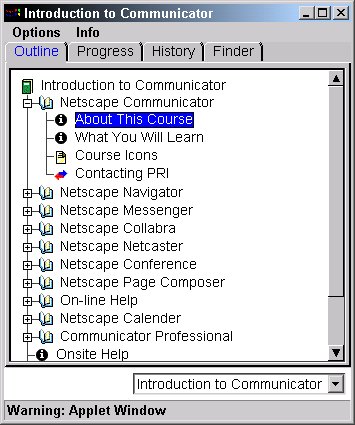 Introduction to Communicator
Options Info
Outline Progress History Finder
Introduction to Communicator
Netscape Communicator
About This Course
What You Will Learn
Course Icons
Contacting PRI
Netscape Navigator
Netscape Messenger
Netscape Collabra
Netscape Netcaster
Netscape Conference
Netscape Page Composer
On-line Help
Netscape Calender
Communicator Professional
Onsite Help
Introduction to Communicator
Warning: Applet Window